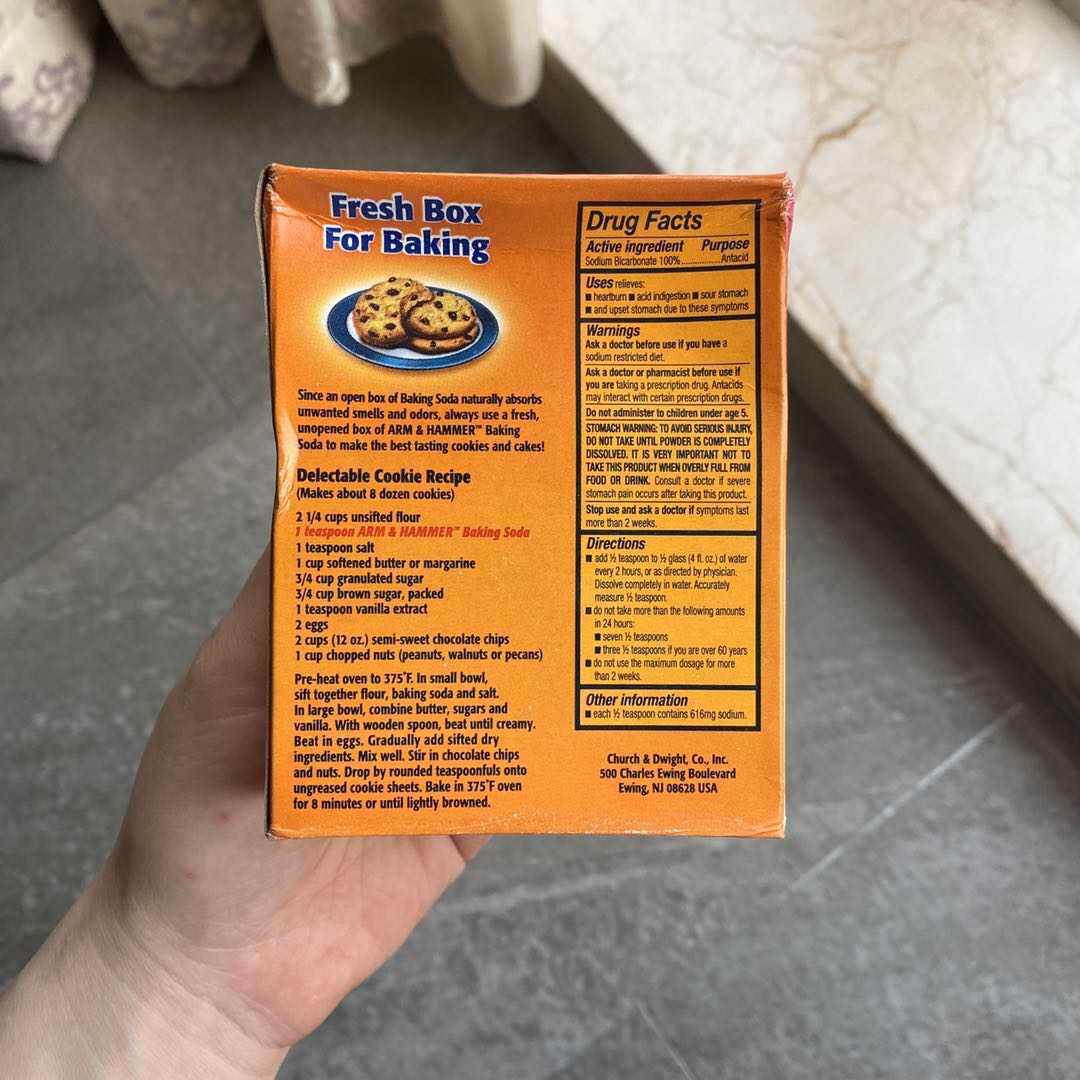 Fresh Box
For Baking
Since an open box of Baking Soda naturally absorbs
unwanted smells and odors, always use a fresh,
unopened box of ARM & HAMMER™ Baking
Soda to make the best tasting cookies and cakes!
Delectable Cookie Recipe
(Makes about 8 dozen cookies)
2 1/4 cups unsifted flour
1 teaspoon ARM & HAMMER™ Baking Soda
1 teaspoon salt
1 cup softened butter or margarine
3/4 cup granulated sugar
3/4 cup brown sugar, packed
1 teaspoon vanilla extract
2 eggs
2 cups (12 oz.) semi-sweet chocolate chips
1 cup chopped nuts (peanuts, walnuts or pecans)
Pre-heat oven to 375˚F. In small bowl,
sift together flour, baking soda and salt.
In large bowl, combine butter, sugars and
vanilla. With wooden spoon, beat until creamy.
Beat in eggs. Gradually add sifted dry
ingredients. Mix well. Stir in chocolate chips
and nuts. Drop by rounded teaspoonfuls onto
ungreased cookie sheets. Bake in 375˚F oven
for 8 minutes or until lightly browned.
Drug Facts
Active ingredient Purpose
Sodium Bicarbonate 100%..................Antacid
Uses relieves:
■ heartburn ■ acid indigestion ■ sour stomach
■ and upset stomach due to these symptoms
Warnings
Ask a doctor before use if you have a
sodium restricted diet.
Ask a doctor or pharmacist before use if
you are taking a prescription drug. Antacids
may interact with certain prescription drugs.
Do not administer to children under age 5.
STOMACH WARNING: TO AVOID SERIOUS INJURY,
DO NOT TAKE UNTIL POWDER IS COMPLETELY
DISSOLVED. IT IS VERY IMPORTANT NOT TO
TAKE THIS PRODUCT WHEN OVERLY FULL FROM
FOOD OR DRINK. Consult a doctor if severe
stomach pain occurs after taking this product.
Stop use and ask a doctor if symptoms last
more than 2 weeks.
Directions
■ add ½ teaspoon to ½ glass (4 fl. oz.) of water
every 2 hours, or as directed by physician.
Dissolve completely in water. Accurately
measure ½ teaspoon.
■ do not take more than the following amounts
in 24 hours:
■ seven ½ teaspoons
■ three ½ teaspoons if you are over 60 years
■ do not use the maximum dosage for more
than 2 weeks.
Other information
■ each ½ teaspoon contains 616mg sodium.
Church & Dwight, Co., Inc.
500 Charles Ewing Boulevard
Ewing, NJ 08628 USA